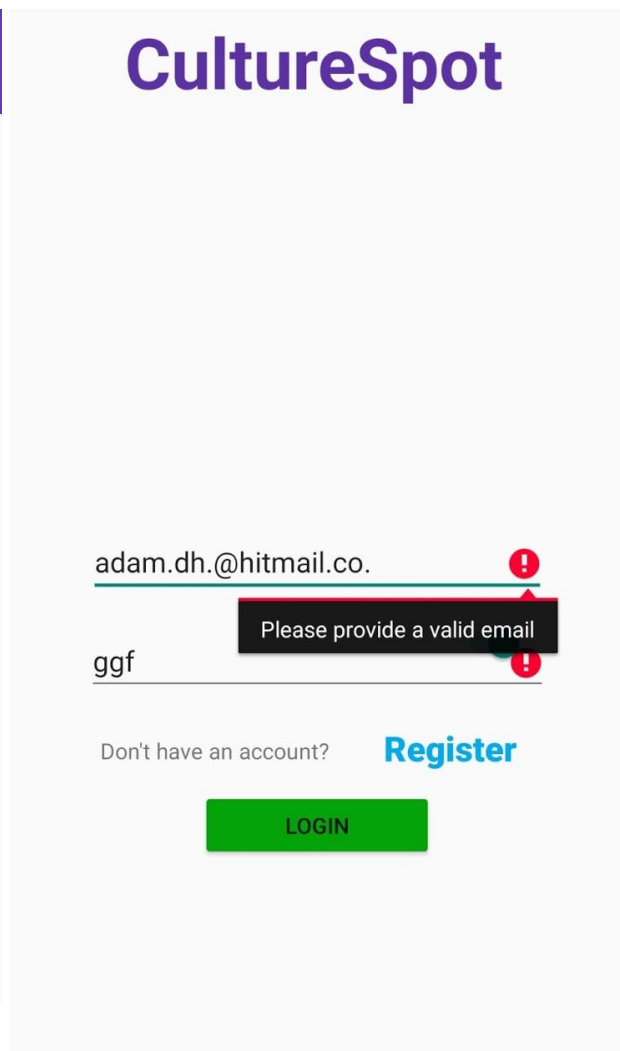 CultureSpot
adam.dh.@hitmail.co.
Please provide a valid email
ggf
Don't have an account? Register
LOGIN